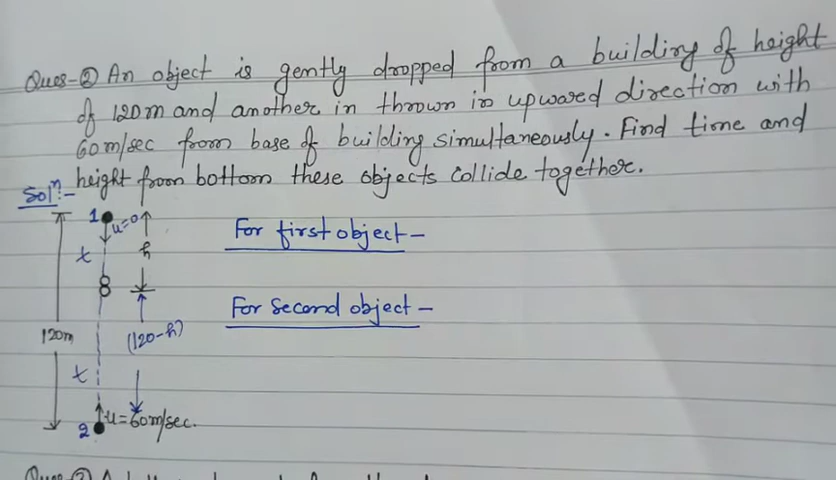 Ques-② An object is gently dropped from a building of height
of 120m and another in thrown in upward direction with
60m/sec from base of building simultaneously. Find time and
height from bottom these objects collide together.
Solⁿ:-
1 u=0
For first object-
t h
For Second object-
120m (120-h)
t
2 u=60m/sec.